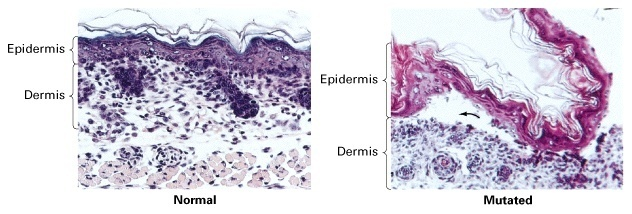 Epidermis
Dermis
Normal
Epidermis
Dermis
Mutated